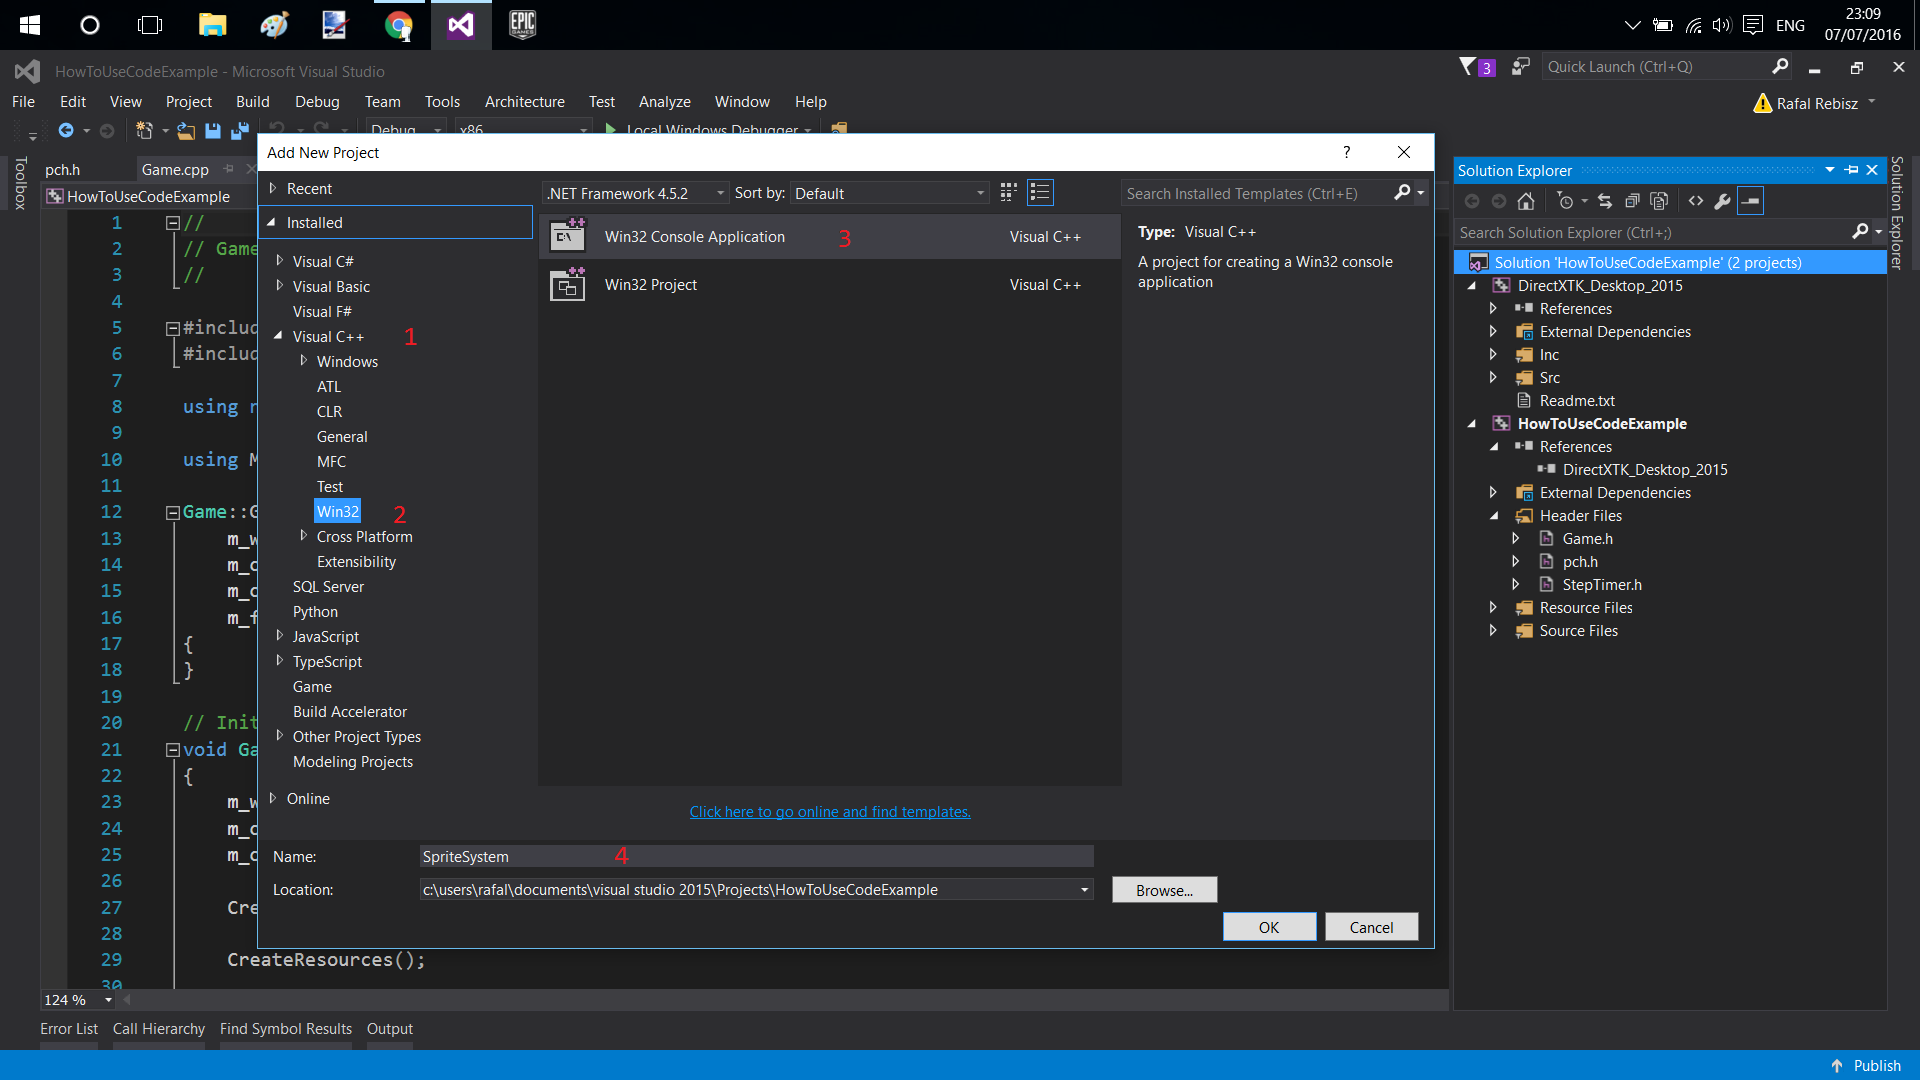 EPIC GAMES
ENG
23:09
07/07/2016
HowToUseCodeExample - Microsoft Visual Studio
3
Quick Launch (Ctrl+Q)
File Edit View Project Build Debug Team Tools Architecture Test Analyze Window Help
Rafal Rebisz
Debug x86 Local Windows Debugger
Toolbox
pch.h Game.cpp
HowToUseCodeExample
1 //
2 // Game
3 //
4
5 #includ
6 #includ
7
8 using n
9
10 using M
11
12 Game::G
13 m_w
14 m_o
15 m_o
16 m_f
17 {
18 }
19
20 // Init
21 void Ga
22 {
23 m_w
24 m_o
25 m_o
26
27 Cre
28
29 CreateResources();
30
124 %
Add New Project
?
Recent
Installed
Visual C#
Visual Basic
Visual F#
Visual C++ 1
Windows
ATL
CLR
General
MFC
Test
Win32 2
Cross Platform
Extensibility
SQL Server
Python
JavaScript
TypeScript
Game
Build Accelerator
Other Project Types
Modeling Projects
Online
.NET Framework 4.5.2 Sort by: Default
Search Installed Templates (Ctrl+E)
C:\
Win32 Console Application 3 Visual C++
Win32 Project Visual C++
Type: Visual C++
A project for creating a Win32 console
application
Click here to go online and find templates.
Name: SpriteSystem 4
Location: c:\users\rafal\documents\visual studio 2015\Projects\HowToUseCodeExample
Browse...
OK Cancel
Solution Explorer
Search Solution Explorer (Ctrl+;)
Solution 'HowToUseCodeExample' (2 projects)
DirectXTK_Desktop_2015
References
External Dependencies
Inc
Src
Readme.txt
HowToUseCodeExample
References
DirectXTK_Desktop_2015
External Dependencies
Header Files
Game.h
pch.h
StepTimer.h
Resource Files
Source Files
Solution Explorer
Error List Call Hierarchy Find Symbol Results Output
Publish